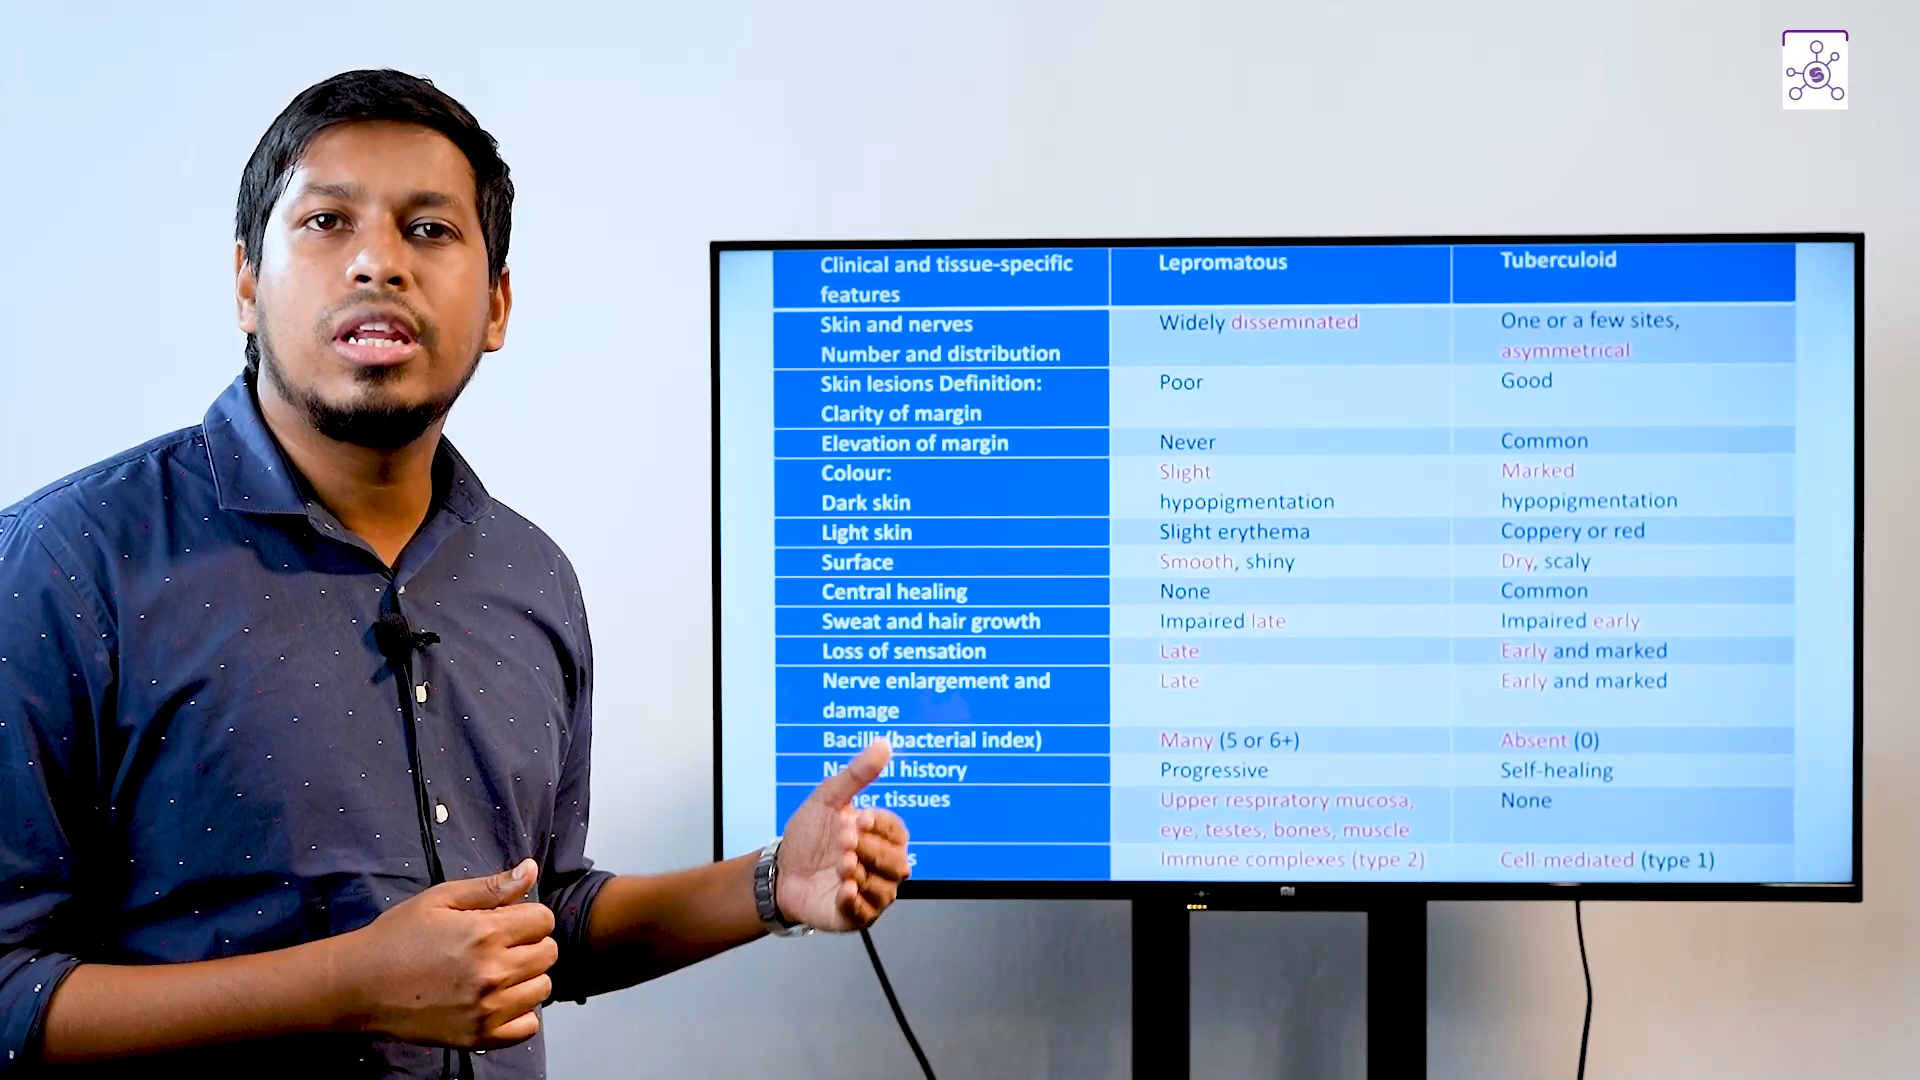 Clinical and tissue-specific features Lepromatous Tuberculoid
Skin and nerves Number and distribution Widely disseminated One or a few sites, asymmetrical
Skin lesions Definition: Clarity of margin Poor Good
Elevation of margin Never Common
Colour: Dark skin Slight hypopigmentation Marked hypopigmentation
Light skin Slight erythema Coppery or red
Surface Smooth, shiny Dry, scaly
Central healing None Common
Sweat and hair growth Impaired late Impaired early
Loss of sensation Late Early and marked
Nerve enlargement and damage Late Early and marked
Bacilli (bacterial index) Many (5 or 6+) Absent (0)
history Progressive Self-healing
tissues Upper respiratory mucosa, eye, testes, bones, muscle None
Immune complexes (type 2) Cell-mediated (type 1)